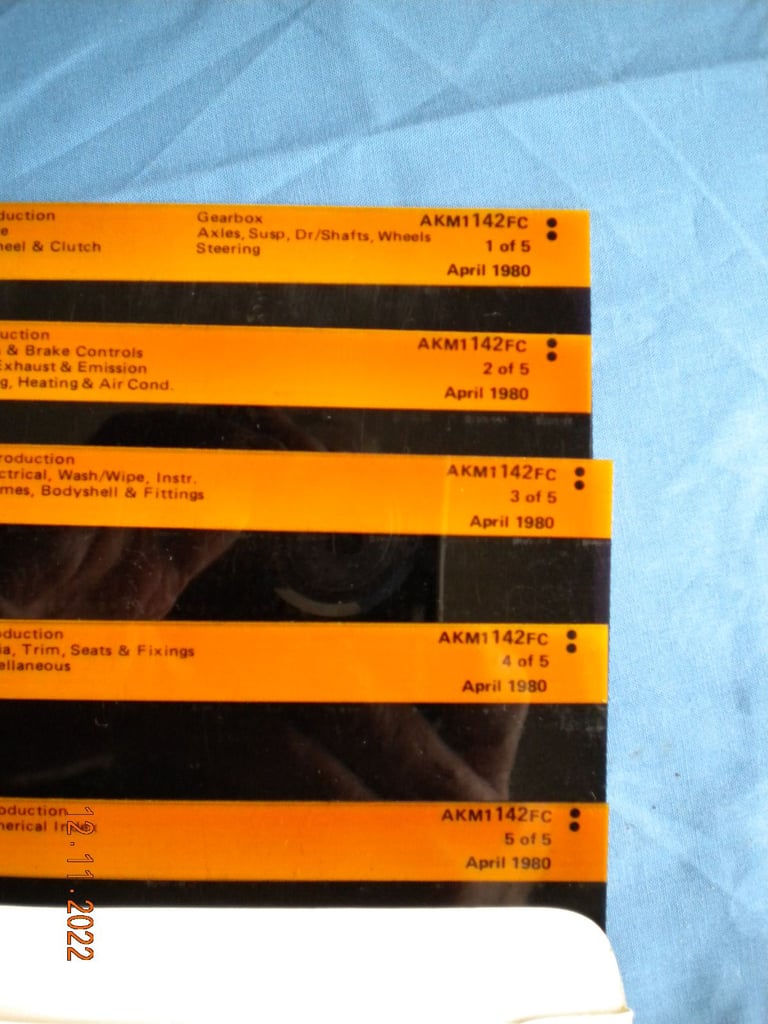 duction Gearbox AKM1142FC
e Axles, Susp, Dr/Shafts, Wheels
heel & Clutch Steering 1 of 5
April 1980
uction AKM1142FC
& Brake Controls
Exhaust & Emission 2 of 5
g, Heating & Air Cond.
April 1980
roduction AKM1142FC
ctrical, Wash/Wipe, Instr.
mes, Bodyshell & Fittings 3 of 5
April 1980
oduction AKM1142FC
ia, Trim, Seats & Fixings
ellaneous 4 of 5
April 1980
oduction AKM1142FC
merical Index
5 of 5
April 1980
12.11.2022